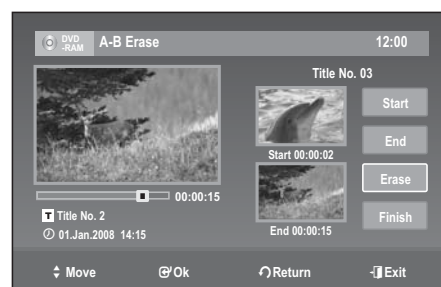 DVD
-RAM
A-B Erase
12:00
Title No. 03
Start
End
Erase
Finish
Start 00:00:02
End 00:00:15
00:00:15
T Title No. 2
01.Jan.2008 14:15
Move
Ok
Return
Exit